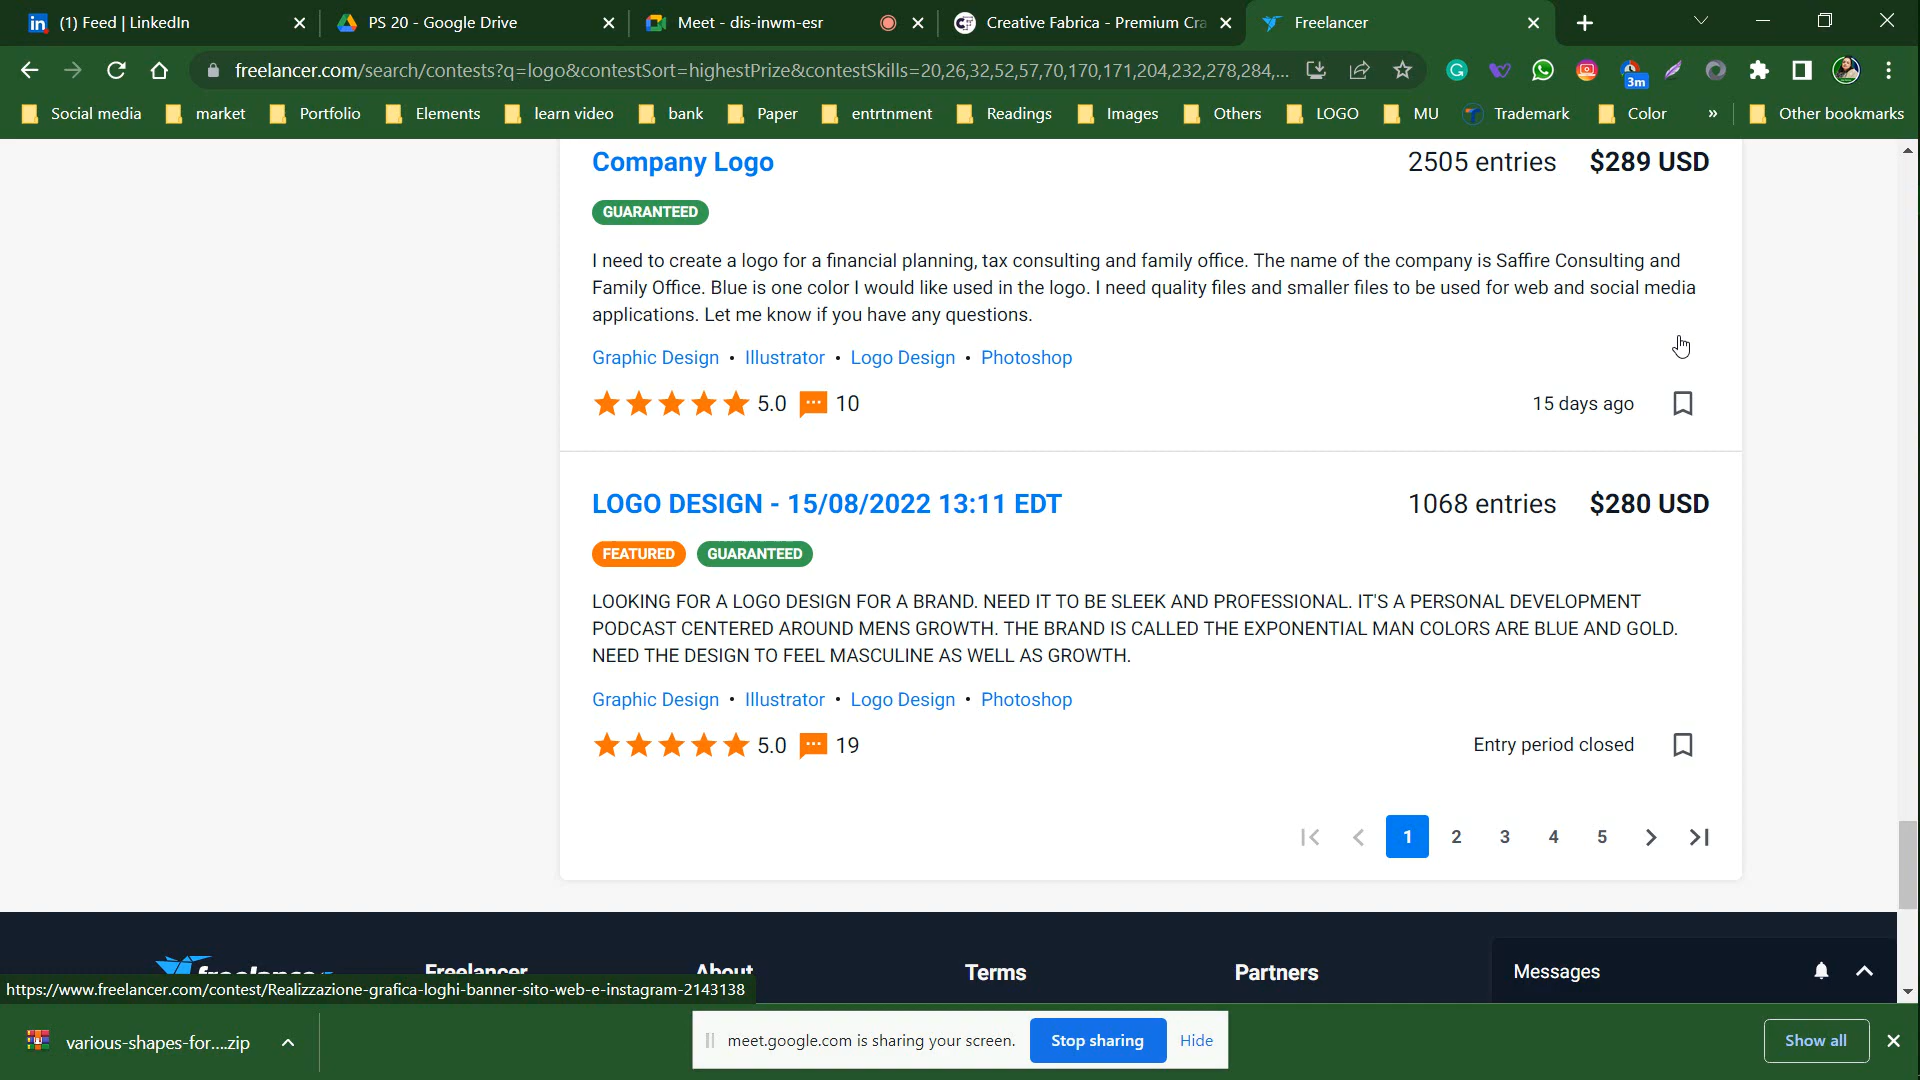 (1) Feed | LinkedIn
PS 20 - Google Drive
Meet - dis-inwm-esr
Creative Fabrica - Premium Cra
Freelancer
freelancer.com/search/contests?q=logo&contestSort=highestPrize&contestSkills=20,26,32,52,57,70,170,171,204,232,278,284,...
3m
Social media
market
Portfolio
Elements
learn video
bank
Paper
entrtnment
Readings
Images
Others
LOGO
MU
Trademark
Color
»
Other bookmarks
Company Logo
2505 entries $289 USD
GUARANTEED
I need to create a logo for a financial planning, tax consulting and family office. The name of the company is Saffire Consulting and
Family Office. Blue is one color I would like used in the logo. I need quality files and smaller files to be used for web and social media
applications. Let me know if you have any questions.
Graphic Design • Illustrator • Logo Design • Photoshop
5.0 10
15 days ago
LOGO DESIGN - 15/08/2022 13:11 EDT
1068 entries $280 USD
FEATURED GUARANTEED
LOOKING FOR A LOGO DESIGN FOR A BRAND. NEED IT TO BE SLEEK AND PROFESSIONAL. IT'S A PERSONAL DEVELOPMENT
PODCAST CENTERED AROUND MENS GROWTH. THE BRAND IS CALLED THE EXPONENTIAL MAN COLORS ARE BLUE AND GOLD.
NEED THE DESIGN TO FEEL MASCULINE AS WELL AS GROWTH.
Graphic Design • Illustrator • Logo Design • Photoshop
5.0 19
Entry period closed
1 2 3 4 5
freelancer
Freelancer
About
Terms
Partners
Messages
https://www.freelancer.com/contest/Realizzazione-grafica-loghi-banner-sito-web-e-instagram-2143138
various-shapes-for....zip
meet.google.com is sharing your screen.
Stop sharing
Hide
Show all